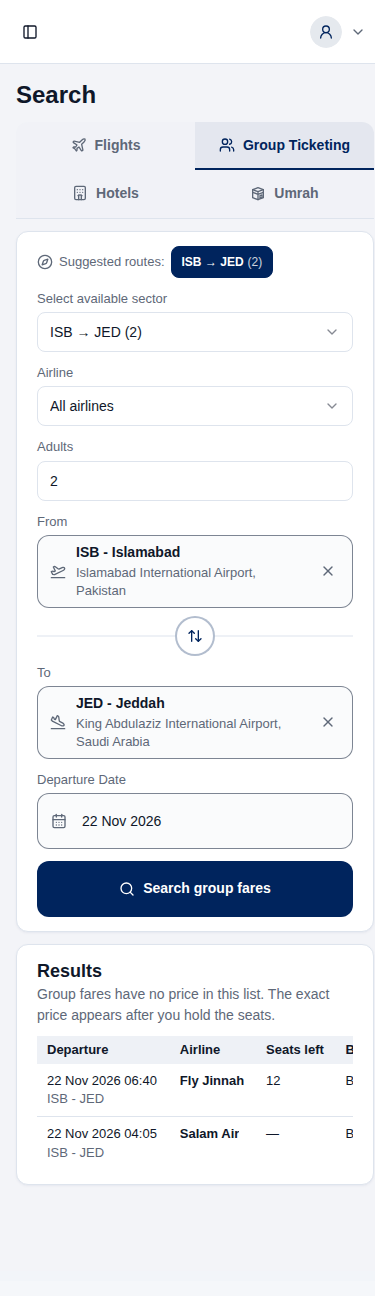 Search
Flights
Group Ticketing
Hotels
Umrah
Suggested routes: ISB → JED (2)
Select available sector
ISB → JED (2)
Airline
All airlines
Adults
2
From
ISB - Islamabad
Islamabad International Airport,
Pakistan
To
JED - Jeddah
King Abdulaziz International Airport,
Saudi Arabia
Departure Date
22 Nov 2026
Search group fares
Results
Group fares have no price in this list. The exact
price appears after you hold the seats.
Departure Airline Seats left
22 Nov 2026 06:40 Fly Jinnah 12
ISB - JED
22 Nov 2026 04:05 Salam Air —
ISB - JED